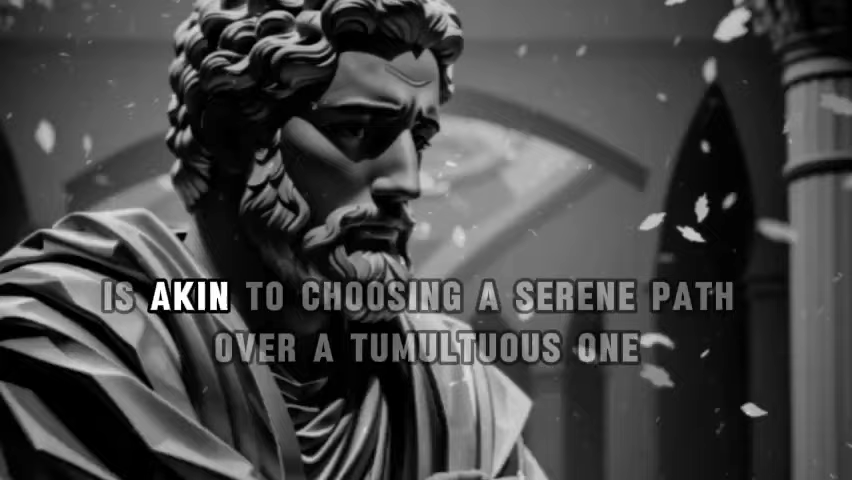 IS AKIN TO CHOOSING A SERENE PATH
OVER A TUMULTUOUS ONE